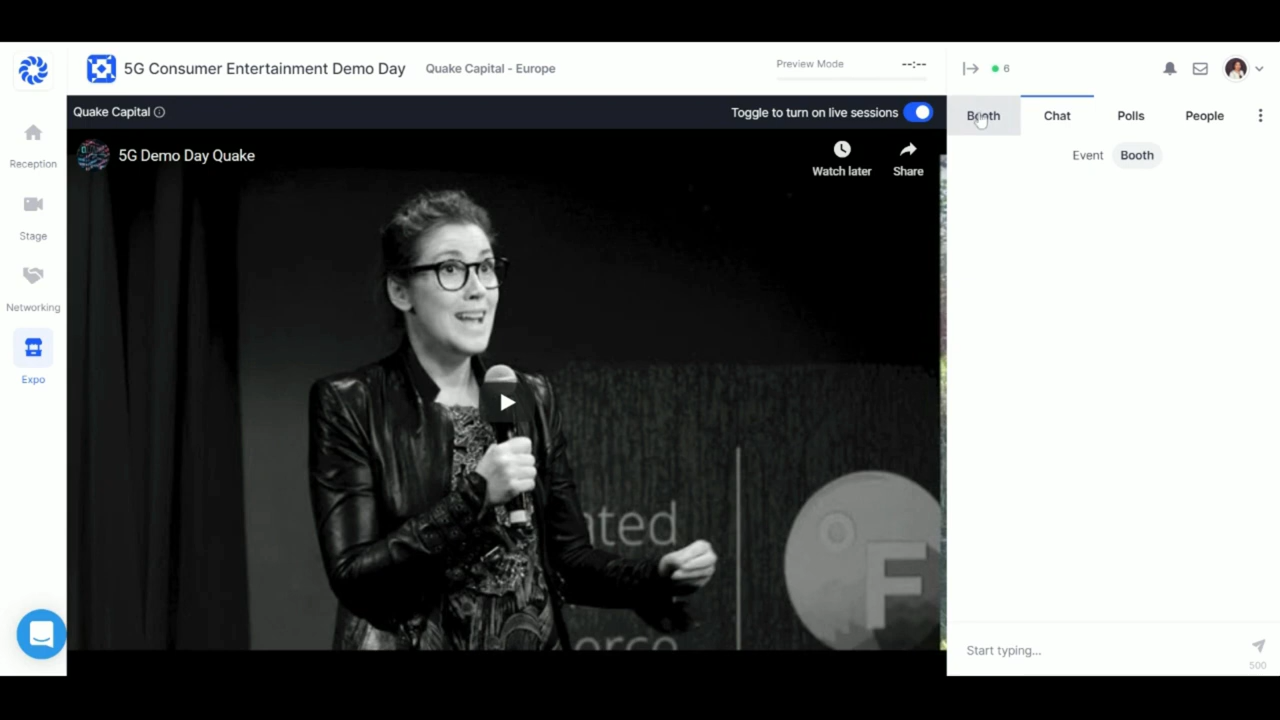 5G Consumer Entertainment Demo Day
Quake Capital - Europe
Preview Mode
--:--
6
Quake Capital
Toggle to turn on live sessions
5G Demo Day Quake
Watch later
Share
Reception
Stage
Networking
Expo
Booth
Chat
Polls
People
Event
Booth
nted
F
orce
Start typing...
500